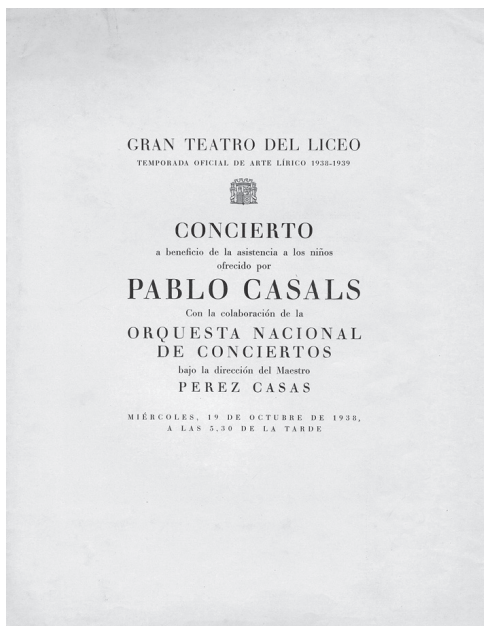 GRAN TEATRO DEL LICEO
TEMPORADA OFICIAL DE ARTE LÍRICO 1938-1939
CONCIERTO
a beneficio de la asistencia a los niños
ofrecido por
PABLO CASALS
Con la colaboración de la
ORQUESTA NACIONAL
DE CONCIERTOS
bajo la dirección del Maestro
PEREZ CASAS
MIÉRCOLES, 19 DE OCTUBRE DE 1938,
A LAS 5,30 DE LA TARDE